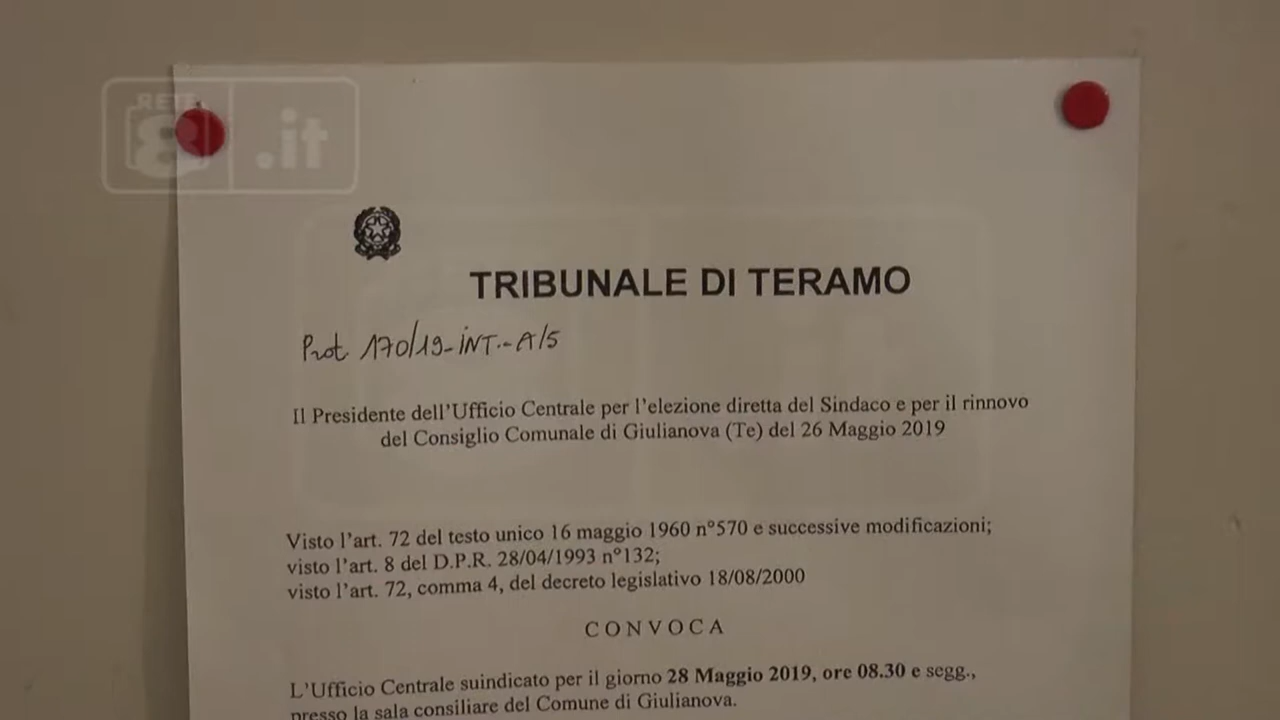 RETE
8 .it
TRIBUNALE DI TERAMO
Prot. 170/19-INT.-A/5
Il Presidente dell'Ufficio Centrale per l'elezione diretta del Sindaco e per il rinnovo
del Consiglio Comunale di Giulianova (Te) del 26 Maggio 2019
Visto l'art. 72 del testo unico 16 maggio 1960 n°570 e successive modificazioni;
visto l'art. 8 del D.P.R. 28/04/1993 n°132;
visto l'art. 72, comma 4, del decreto legislativo 18/08/2000
CONVOCA
L'Ufficio Centrale suindicato per il giorno 28 Maggio 2019, ore 08.30 e segg.,
presso la sala consiliare del Comune di Giulianova.